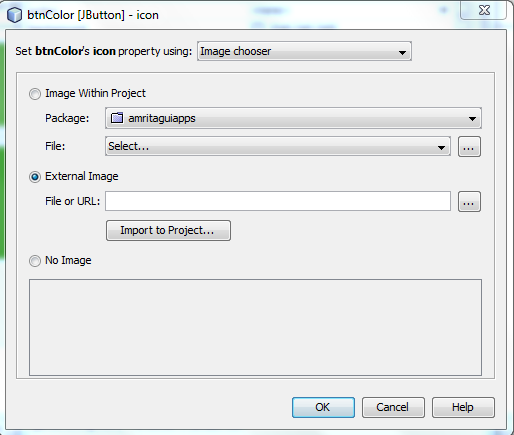 btnColor [JButton] - icon
Set btnColor's icon property using: Image chooser
Image Within Project
Package: amritaguiapps
File: Select... ...
External Image
File or URL: ...
Import to Project...
No Image
OK Cancel Help